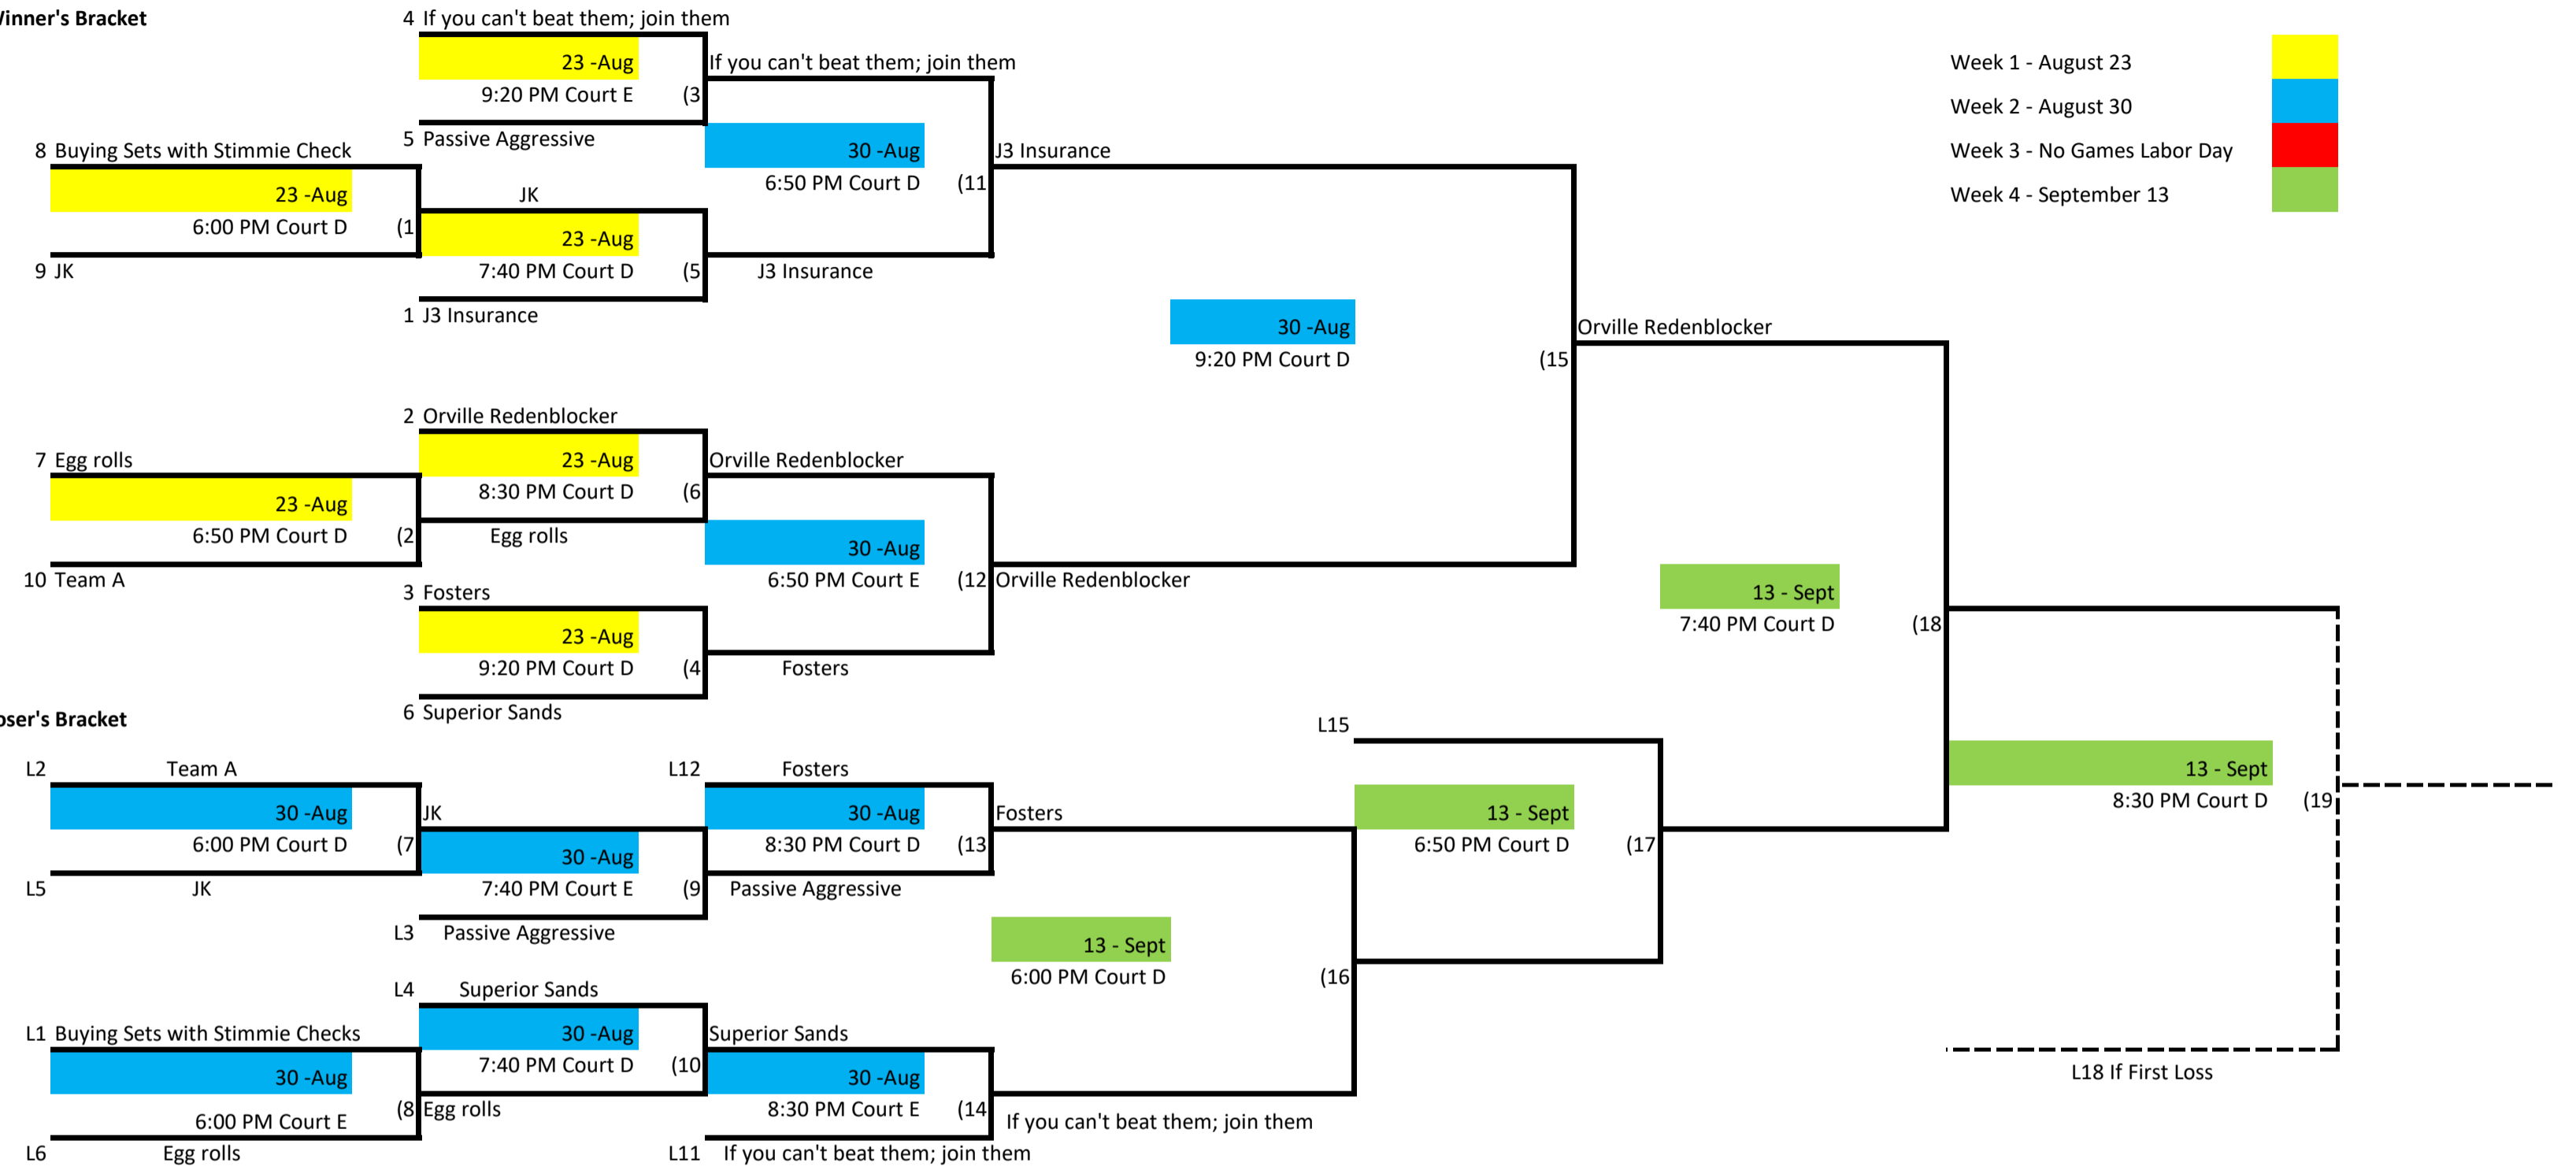 Winner's Bracket
4 If you can't beat them; join them
23 -Aug
If you can't beat them; join them
Week 1 - August 23
9:20 PM Court E (3
Week 2 - August 30
5 Passive Aggressive
8 Buying Sets with Stimmie Check
30 -Aug
J3 Insurance
Week 3 - No Games Labor Day
6:50 PM Court D (11
23 -Aug
JK
Week 4 - September 13
6:00 PM Court D (1
23 -Aug
9 JK
7:40 PM Court D (5
J3 Insurance
1 J3 Insurance
30 -Aug
Orville Redenblocker
9:20 PM Court D (15
2 Orville Redenblocker
7 Egg rolls
23 -Aug
Orville Redenblocker
8:30 PM Court D (6
23 -Aug
6:50 PM Court D (2
Egg rolls
30 -Aug
10 Team A
6:50 PM Court E (12
Orville Redenblocker
3 Fosters
13 - Sept
7:40 PM Court D (18
23 -Aug
9:20 PM Court D (4
Fosters
6 Superior Sands
oser's Bracket
L15
L2 Team A
L12 Fosters
13 - Sept
8:30 PM Court D (19
30 -Aug
JK
30 -Aug
Fosters
13 - Sept
6:00 PM Court D (7
8:30 PM Court D (13
6:50 PM Court D (17
30 -Aug
L5 JK
7:40 PM Court E (9
Passive Aggressive
L3 Passive Aggressive
13 - Sept
6:00 PM Court D (16
L4 Superior Sands
L1 Buying Sets with Stimmie Checks
30 -Aug
Superior Sands
7:40 PM Court D (10
L18 If First Loss
30 -Aug
30 -Aug
6:00 PM Court E (8
Egg rolls
8:30 PM Court E (14
If you can't beat them; join them
L6 Egg rolls
L11 If you can't beat them; join them